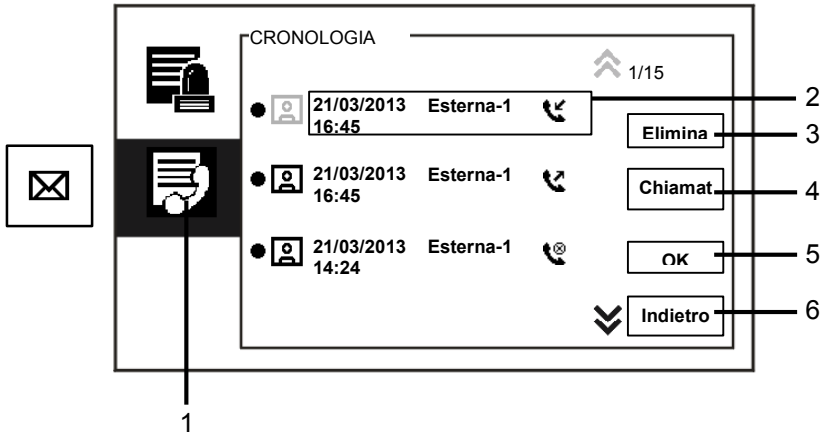 CRONOLOGIA
1/15
21/03/2013 Esterna-1
16:45
2
Elimina
3
21/03/2013 Esterna-1
16:45
Chiamat
4
21/03/2013 Esterna-1
14:24
OK
5
Indietro
6
1